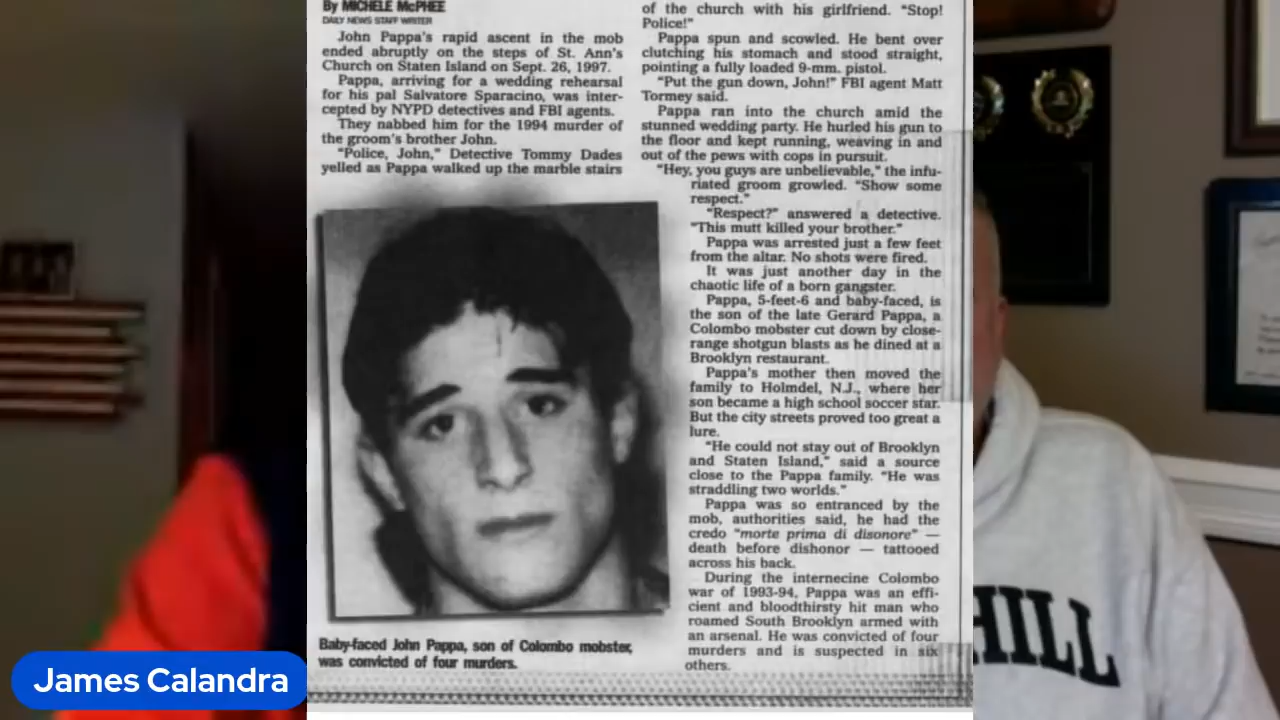 By MICHELE McPHEE
DAILY NEWS STAFF WRITER
John Pappa's rapid ascent in the mob
ended abruptly on the steps of St. Ann's
Church on Staten Island on Sept. 26, 1997.
Pappa, arriving for a wedding rehearsal
for his pal Salvatore Sparacino, was inter-
cepted by NYPD detectives and FBI agents.
They nabbed him for the 1994 murder of
the groom's brother John.
"Police, John," Detective Tommy Dades
yelled as Pappa walked up the marble stairs
of the church with his girlfriend. "Stop!
Police!"
Pappa spun and scowled. He bent over
clutching his stomach and stood straight,
pointing a fully loaded 9-mm. pistol.
"Put the gun down, John!" FBI agent Matt
Tormey said.
Pappa ran into the church amid the
stunned wedding party. He hurled his gun to
the floor and kept running, weaving in and
out of the pews with cops in pursuit.
"Hey, you guys are unbelievable," the infu-
riated groom growled. "Show some
respect."
"Respect?" answered a detective.
"This mutt killed your brother."
Pappa was arrested just a few feet
from the altar. No shots were fired.
It was just another day in the
chaotic life of a born gangster.
Pappa, 5-feet-6 and baby-faced, is
the son of the late Gerard Pappa, a
Colombo mobster cut down by close-
range shotgun blasts as he dined at a
Brooklyn restaurant.
Pappa's mother then moved the
family to Holmdel, N.J., where her
son became a high school soccer star.
But the city streets proved too great a
lure.
"He could not stay out of Brooklyn
and Staten Island," said a source
close to the Pappa family. "He was
straddling two worlds."
Pappa was so entranced by the
mob, authorities said, he had the
credo "morte prima di disonore" —
death before dishonor — tattooed
across his back.
During the internecine Colombo
war of 1993-94, Pappa was an effi-
cient and bloodthirsty hit man who
roamed South Brooklyn armed with
an arsenal. He was convicted of four
murders and is suspected in six
others.
Baby-faced John Pappa, son of Colombo mobster,
was convicted of four murders.
James Calandra
HILL